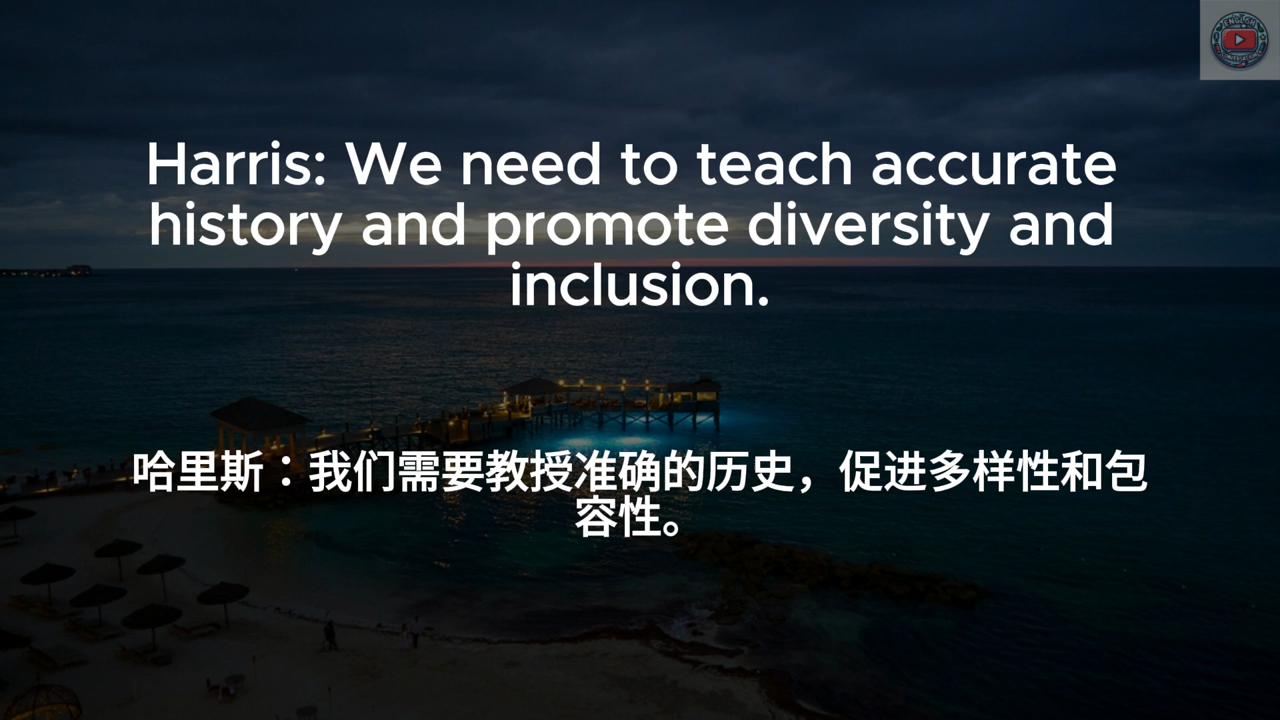 Harris: We need to teach accurate
history and promote diversity and
inclusion.
哈里斯：我们需要教授准确的历史，促进多样性和包
容性。